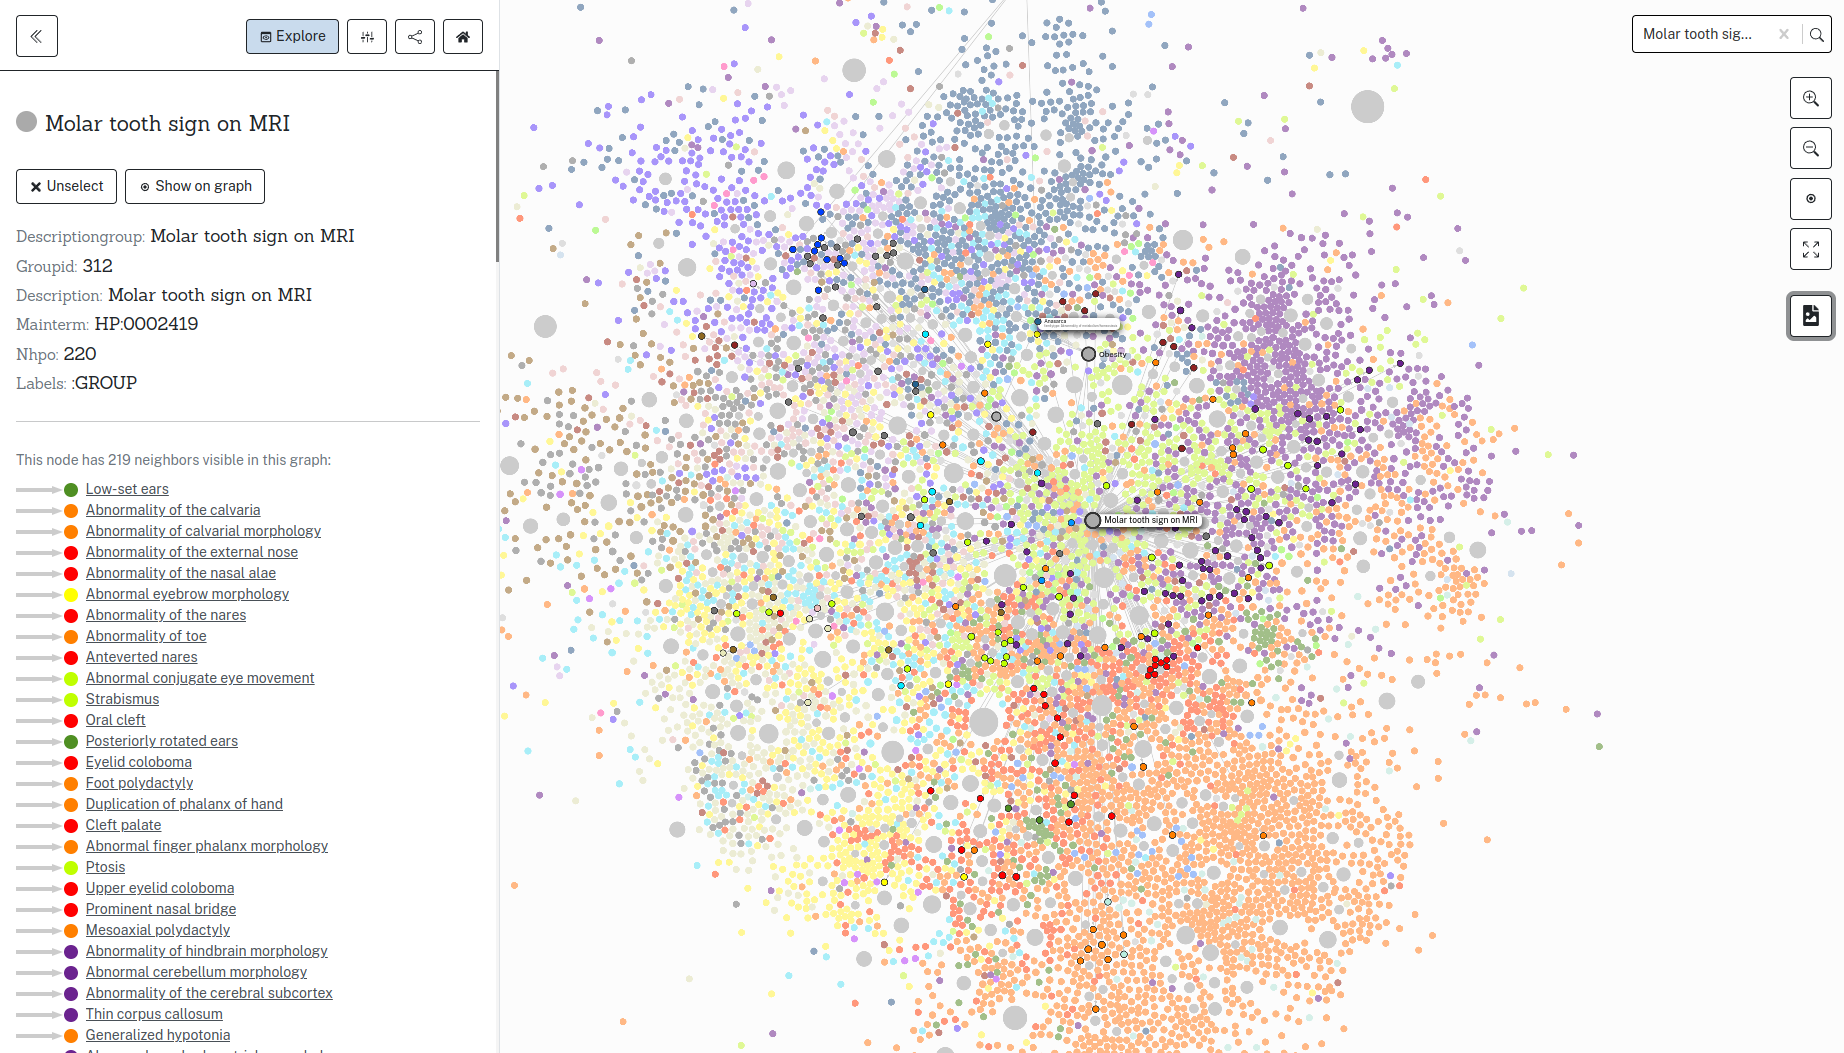 Explore
Molar tooth sig...
Molar tooth sign on MRI
Unselect
Show on graph
Descriptiongroup: Molar tooth sign on MRI
Groupid: 312
Description: Molar tooth sign on MRI
Mainterm: HP:0002419
Nhpo: 220
Labels: :GROUP
This node has 219 neighbors visible in this graph:
Low-set ears
Abnormality of the calvaria
Abnormality of calvarial morphology
Abnormality of the external nose
Abnormality of the nasal alae
Abnormal eyebrow morphology
Abnormality of the nares
Abnormality of toe
Anteverted nares
Abnormal conjugate eye movement
Strabismus
Oral cleft
Posteriorly rotated ears
Eyelid coloboma
Foot polydactyly
Duplication of phalanx of hand
Cleft palate
Abnormal finger phalanx morphology
Ptosis
Upper eyelid coloboma
Prominent nasal bridge
Mesoaxial polydactyly
Abnormality of hindbrain morphology
Abnormal cerebellum morphology
Abnormality of the cerebral subcortex
Thin corpus callosum
Generalized hypotonia
Anasarca
Obesity
Molar tooth sign on MRI